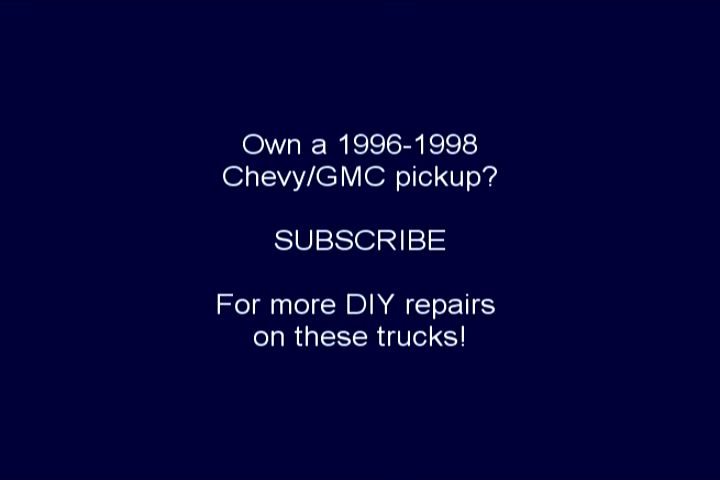 Own a 1996-1998
Chevy/GMC pickup?
SUBSCRIBE
For more DIY repairs
on these trucks!